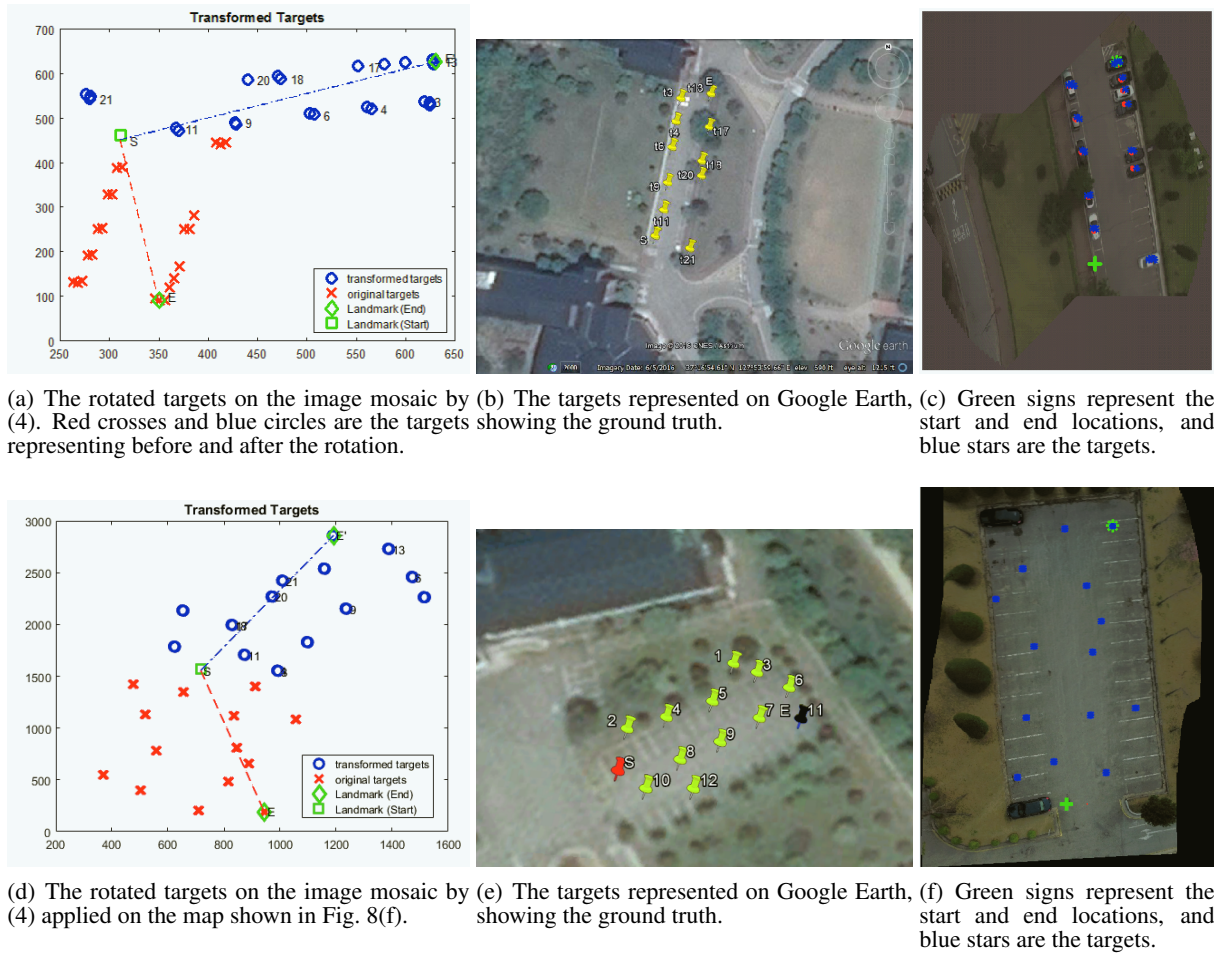 Transformed Targets
700
600
500
400
300
200
100
0
250 300 350 400 450 500 550 600 650
21
20
18
17
E'
13
3
4
6
9
11
S
E
transformed targets
original targets
Landmark (End)
Landmark (Start)
t3
t13
E
t4
t17
t6
t18
t20
t9
t11
S
t21
N
Google earth
(a) The rotated targets on the image mosaic by
(4). Red crosses and blue circles are the targets
representing before and after the rotation.
(b) The targets represented on Google Earth,
showing the ground truth.
(c) Green signs represent the
start and end locations, and
blue stars are the targets.
Transformed Targets
3000
2500
2000
1500
1000
500
0
200 400 600 800 1000 1200 1400 1600
E'
13
21
20
9
11
S
E
transformed targets
original targets
Landmark (End)
Landmark (Start)
1
3
6
5
4
2
7
E
11
9
8
S
10
12
(d) The rotated targets on the image mosaic by
(4) applied on the map shown in Fig. 8(f).
(e) The targets represented on Google Earth,
showing the ground truth.
(f) Green signs represent the
start and end locations, and
blue stars are the targets.